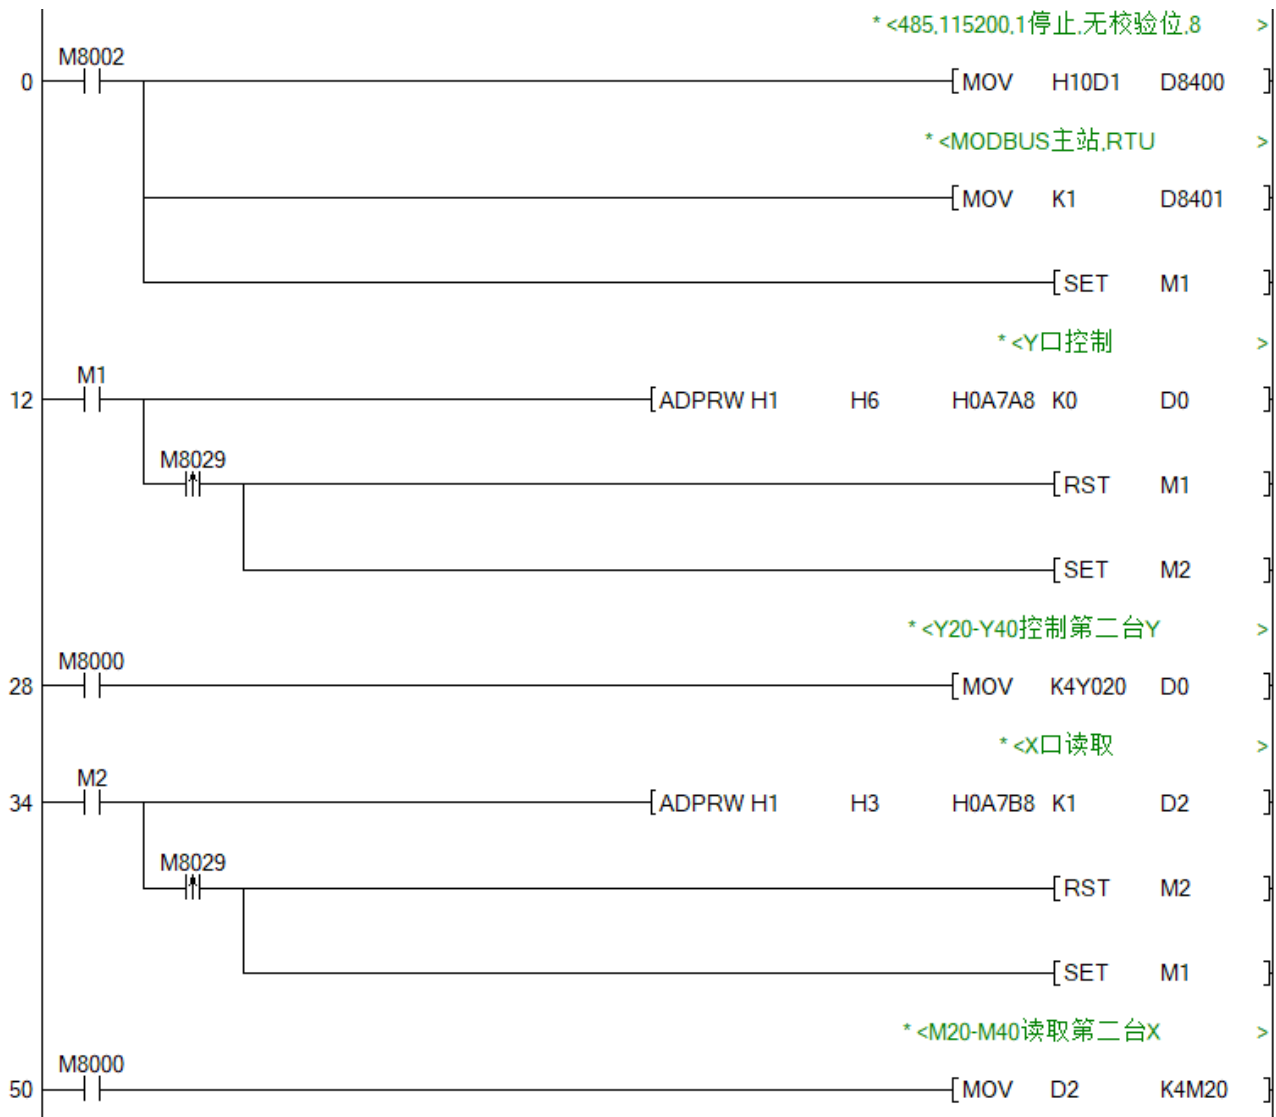 * <485,115200,1停止,无校验位,8 >
M8002
0 [MOV H10D1 D8400 ]
* <MODBUS主站,RTU >
[MOV K1 D8401 ]
[SET M1 ]
* <Y口控制 >
M1
12 [ADPRW H1 H6 H0A7A8 K0 D0 ]
M8029
[RST M1 ]
[SET M2 ]
* <Y20-Y40控制第二台Y >
M8000
28 [MOV K4Y020 D0 ]
* <X口读取 >
M2
34 [ADPRW H1 H3 H0A7B8 K1 D2 ]
M8029
[RST M2 ]
[SET M1 ]
* <M20-M40读取第二台X >
M8000
50 [MOV D2 K4M20 ]